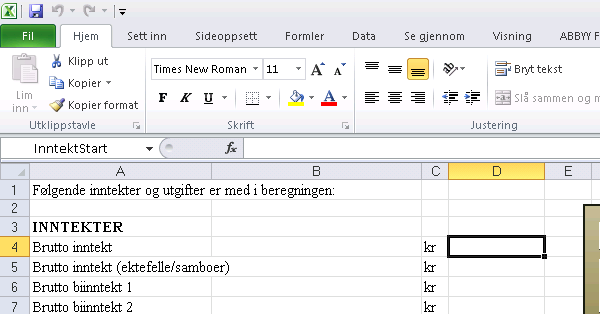 Fil Hjem Sett inn Sideoppsett Formler Data Se gjennom Visning ABBYY F
Lim inn Klipp ut
Kopier
Kopier format
Times New Roman 11
F K U A
Bryt tekst
Slå sammen og m
Utklippstavle Skrift Justering
InntektStart fx
A B C D E
1 Følgende inntekter og utgifter er med i beregningen:
2
3 INNTEKTER
4 Brutto inntekt kr
5 Brutto inntekt (ektefelle/samboer) kr
6 Brutto biinntekt 1 kr
7 Brutto biinntekt 2 kr